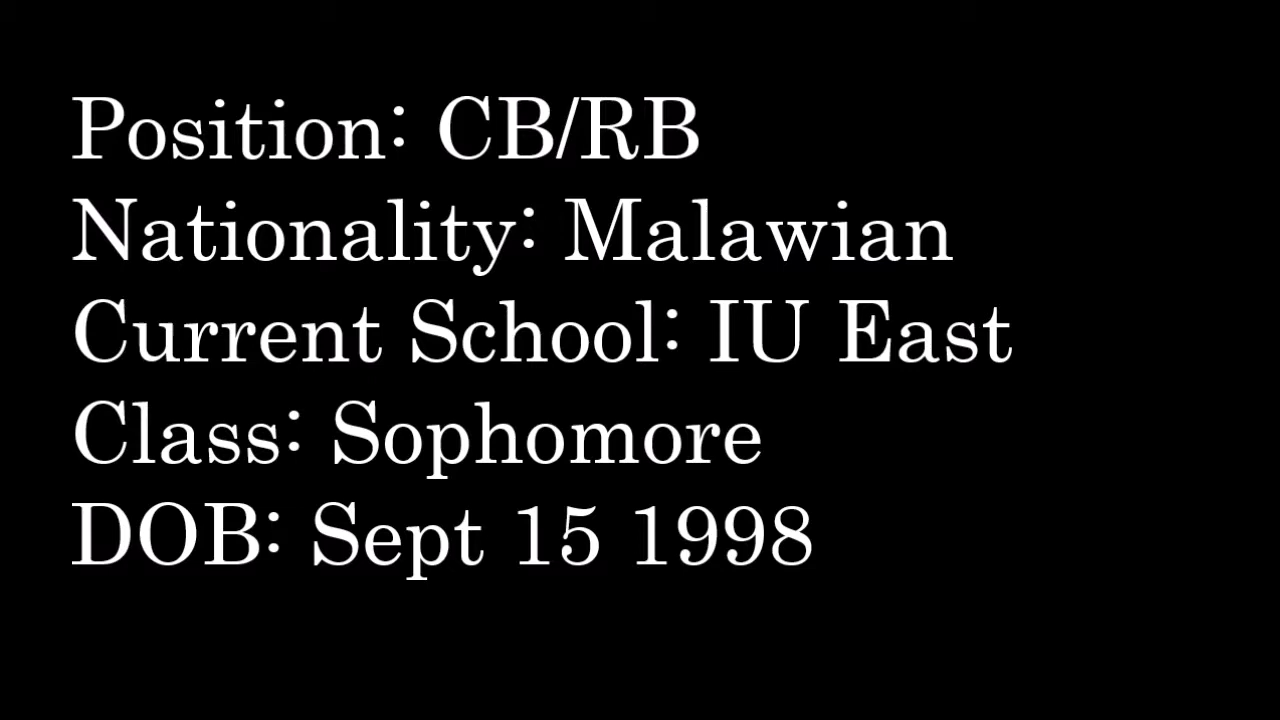 Position: CB/RB
Nationality: Malawian
Current School: IU East
Class: Sophomore
DOB: Sept 15 1998